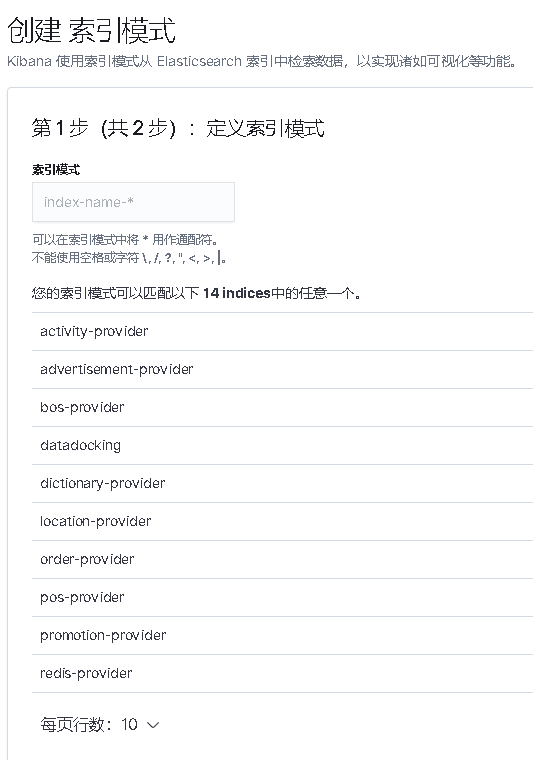 创建 索引模式
Kibana 使用索引模式从 Elasticsearch 索引中检索数据，以实现诸如可视化等功能。
第 1 步（共 2 步）：定义索引模式
索引模式
index-name-*
可以在索引模式中将 * 用作通配符。
不能使用空格或字符 \, /, ?, ", <, >, |。
您的索引模式可以匹配以下 14 indices中的任意一个。
activity-provider
advertisement-provider
bos-provider
datadocking
dictionary-provider
location-provider
order-provider
pos-provider
promotion-provider
redis-provider
每页行数：10